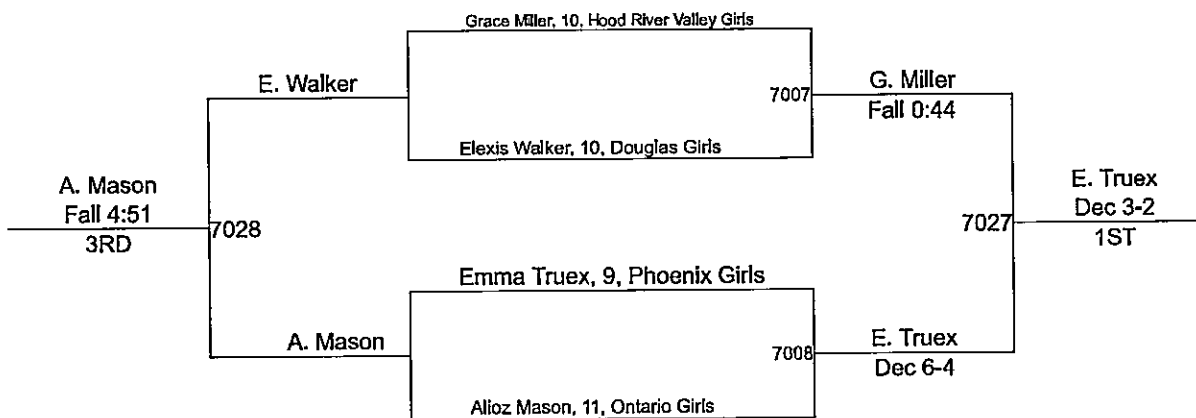 Grace Miller, 10, Hood River Valley Girls
E. Walker
7007
G. Miller
Fall 0:44
Elexis Walker, 10, Douglas Girls
A. Mason
Fall 4:51
3RD
7028
7027
E. Truex
Dec 3-2
1ST
Emma Truex, 9, Phoenix Girls
A. Mason
7008
E. Truex
Dec 6-4
Alioz Mason, 11, Ontario Girls